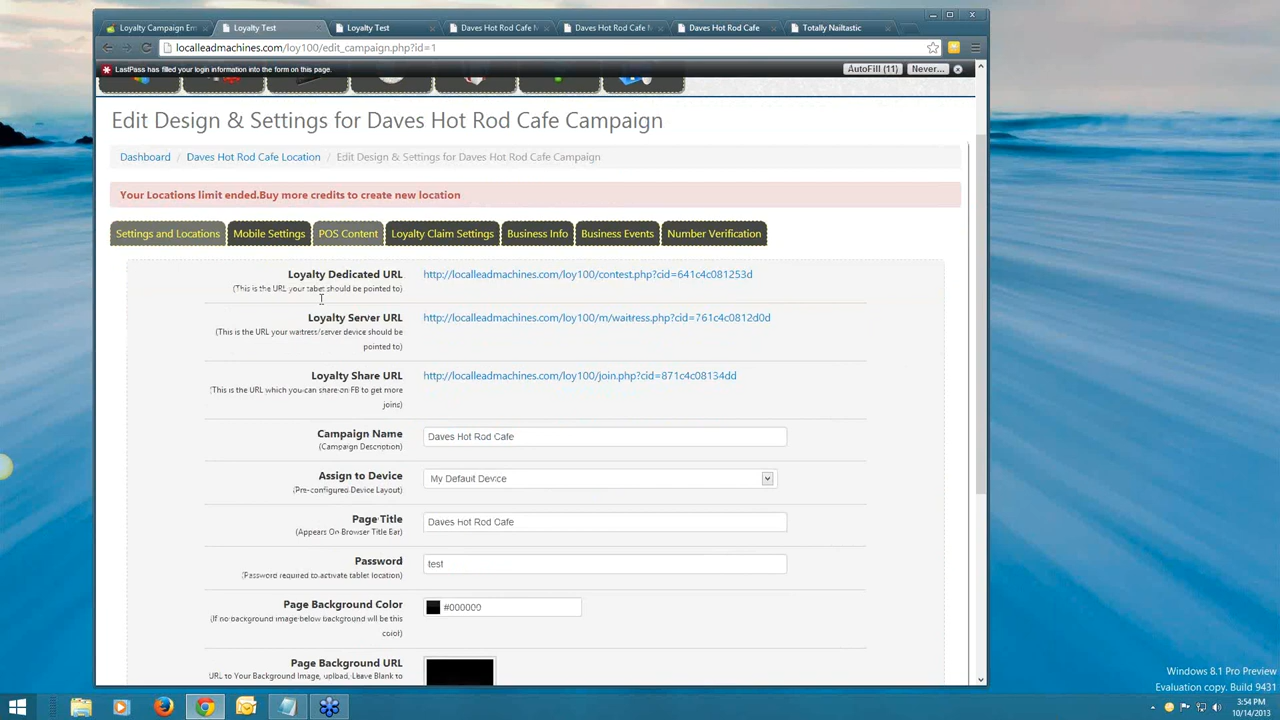 Loyalty Campaign En
Loyalty Test
Loyalty Test
Daves Hot Rod Cafe M
Daves Hot Rod Cafe M
Daves Hot Rod Cafe
Totally Nailtastic
localleadmachines.com/loy100/edit_campaign.php?id=1
LastPass has filled your login information into the form on this page.
AutoFill (11)
Never...
Edit Design & Settings for Daves Hot Rod Cafe Campaign
Dashboard / Daves Hot Rod Cafe Location / Edit Design & Settings for Daves Hot Rod Cafe Campaign
Your Locations limit ended.Buy more credits to create new location
Settings and Locations
Mobile Settings
POS Content
Loyalty Claim Settings
Business Info
Business Events
Number Verification
Loyalty Dedicated URL
(This is the URL your tablet should be pointed to)
http://localleadmachines.com/loy100/contest.php?cid=641c4c081253d
Loyalty Server URL
(This is the URL your waitress/server device should be
pointed to)
http://localleadmachines.com/loy100/m/waitress.php?cid=761c4c0812d0d
Loyalty Share URL
(This is the URL which you can share on FB to get more
joins)
http://localleadmachines.com/loy100/join.php?cid=871c4c08134dd
Campaign Name
(Campaign Description)
Daves Hot Rod Cafe
Assign to Device
(Pre-configured Device Layout)
My Default Device
Page Title
(Appears On Browser Title Bar)
Daves Hot Rod Cafe
Password
(Password required to activate tablet location)
test
Page Background Color
(If no background image below background will be this
color)
#000000
Page Background URL
URL to Your Background Image, upload, Leave Blank to
Windows 8.1 Pro Preview
Evaluation copy. Build 9431
3:54 PM
10/14/2013